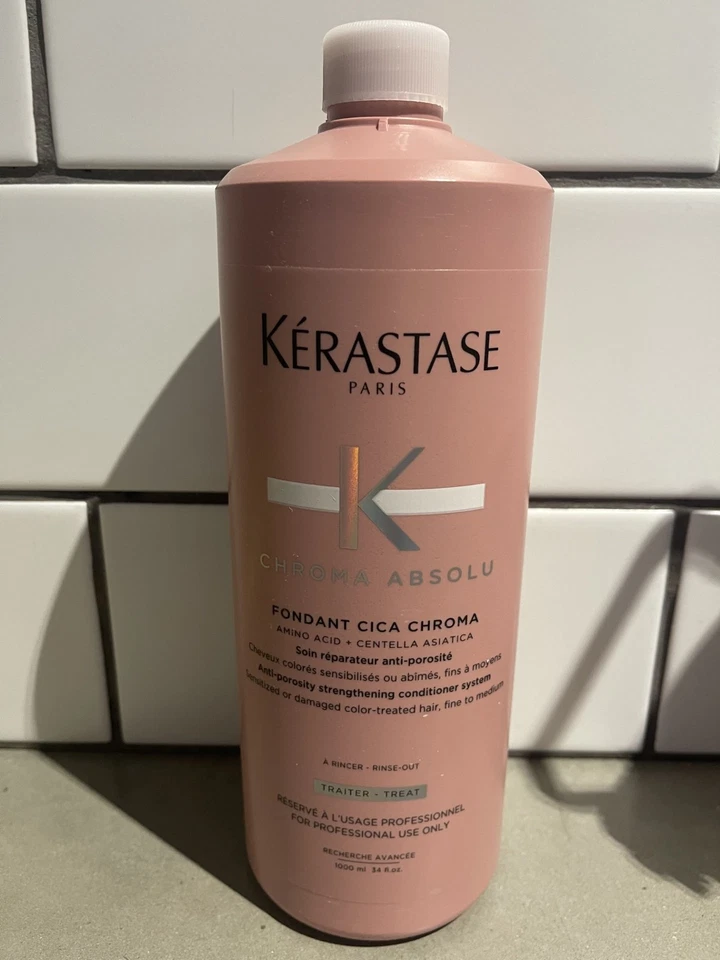 KÉRASTASE
PARIS
K
CHROMA ABSOLU
FONDANT CICA CHROMA
AMINO ACID + CENTELLA ASIATICA
Soin réparateur anti-porosité
Cheveux colorés sensibilisés ou abîmés, fins à moyens
Anti-porosity strengthening conditioner system
Sensitized or damaged color-treated hair, fine to medium
À RINCER - RINSE-OUT
TRAITER - TREAT
RÉSERVÉ À L'USAGE PROFESSIONNEL
FOR PROFESSIONAL USE ONLY
RECHERCHE AVANCÉE
1000 ml 34 fl.oz.